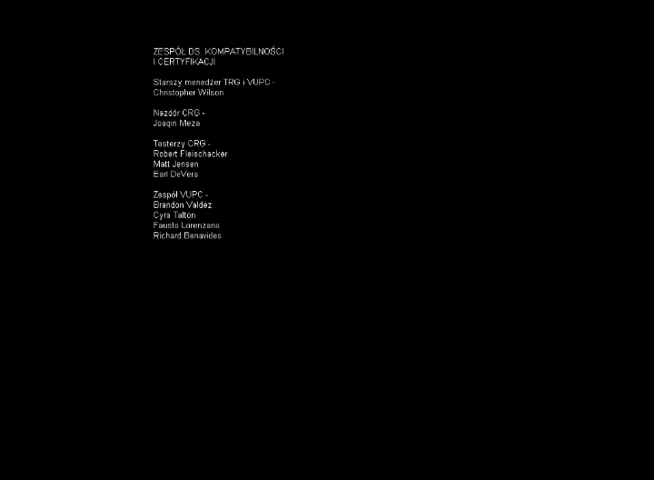 ZESPÓŁ DS. KOMPATYBILNOŚCI
I CERTYFIKACJI
Starszy menedżer TRG i VUPC -
Christopher Wilson
Nadzór CRG -
Joaqin Meza
Testerzy CRG -
Robert Fleischacker
Matt Jensen
Earl DeVera
Zespół VUPC -
Brandon Valdez
Cyra Talton
Fausto Lorenzano
Richard Benavides